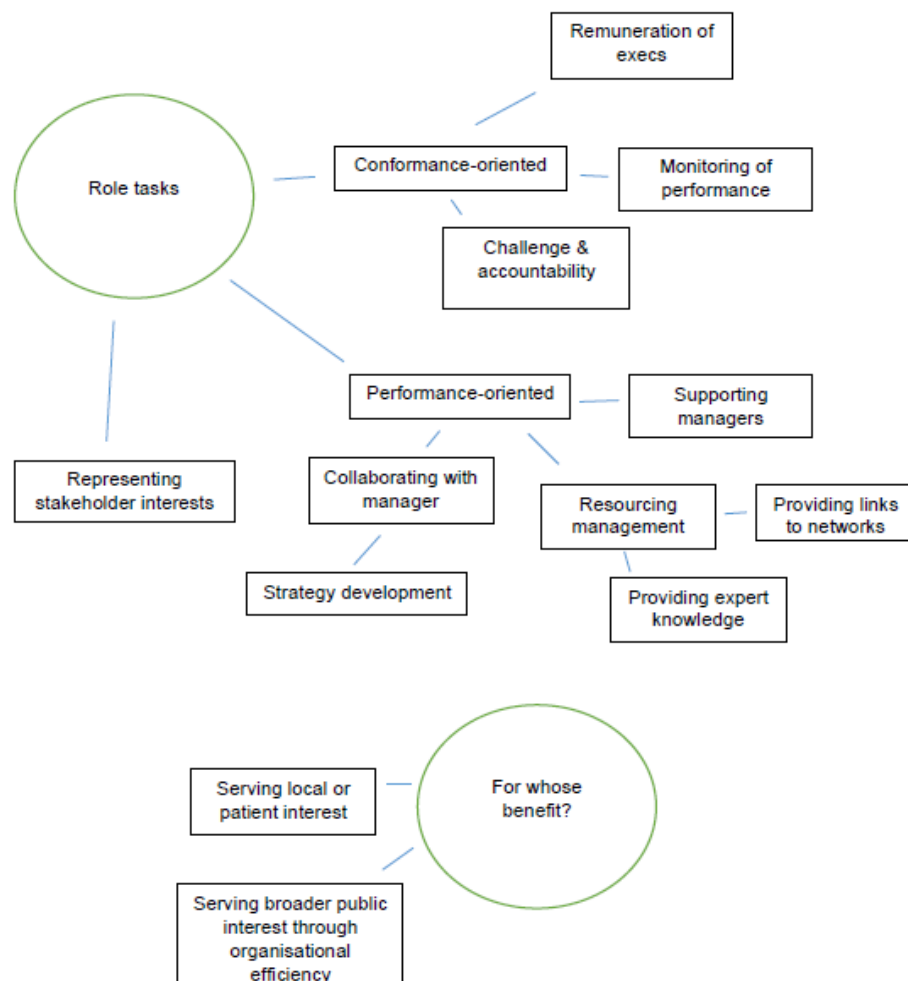 Remuneration of
execs
Role tasks
Conformance-oriented
Monitoring of
performance
Challenge &
accountability
Performance-oriented
Supporting
managers
Representing
stakeholder interests
Collaborating with
manager
Resourcing
management
Providing links
to networks
Strategy development
Providing expert
knowledge
For whose
benefit?
Serving local or
patient interest
Serving broader public
interest through
organisational
efficiency